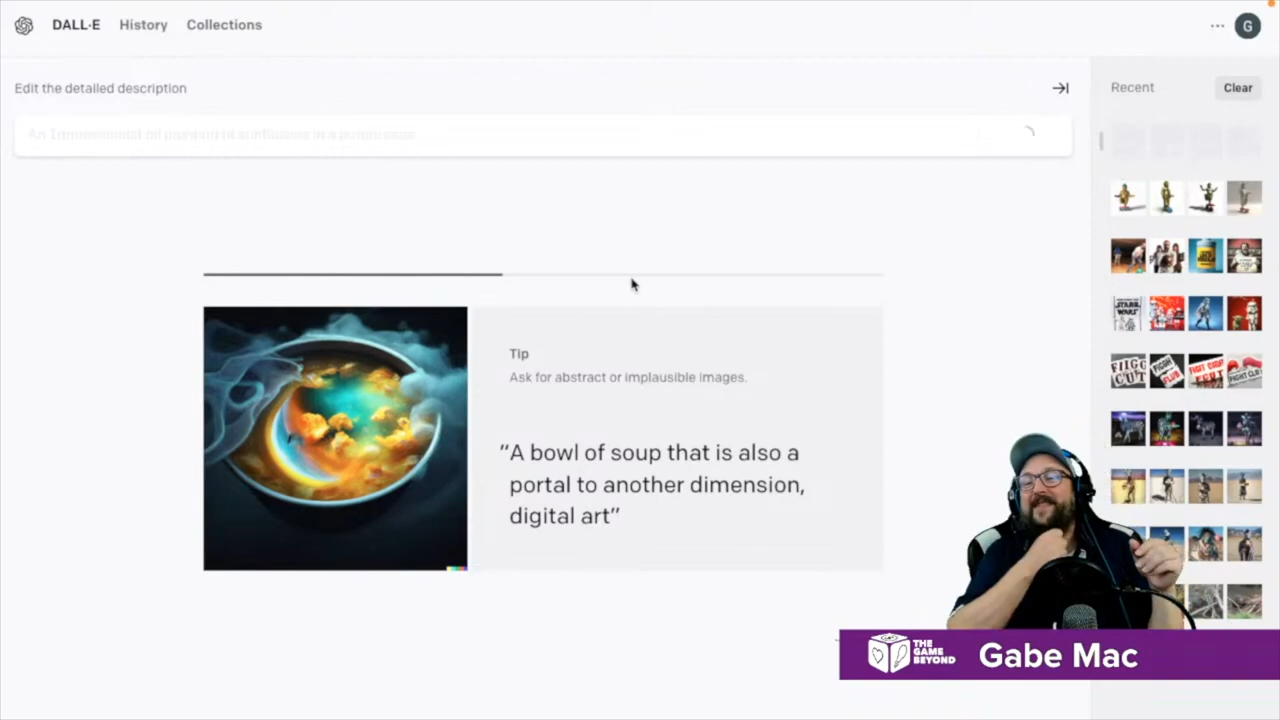 DALL·E History Collections
G
Edit the detailed description
Recent
Clear
Tip
Ask for abstract or implausible images.
“A bowl of soup that is also a
portal to another dimension,
digital art”
THE
GAME
BEYOND
Gabe Mac